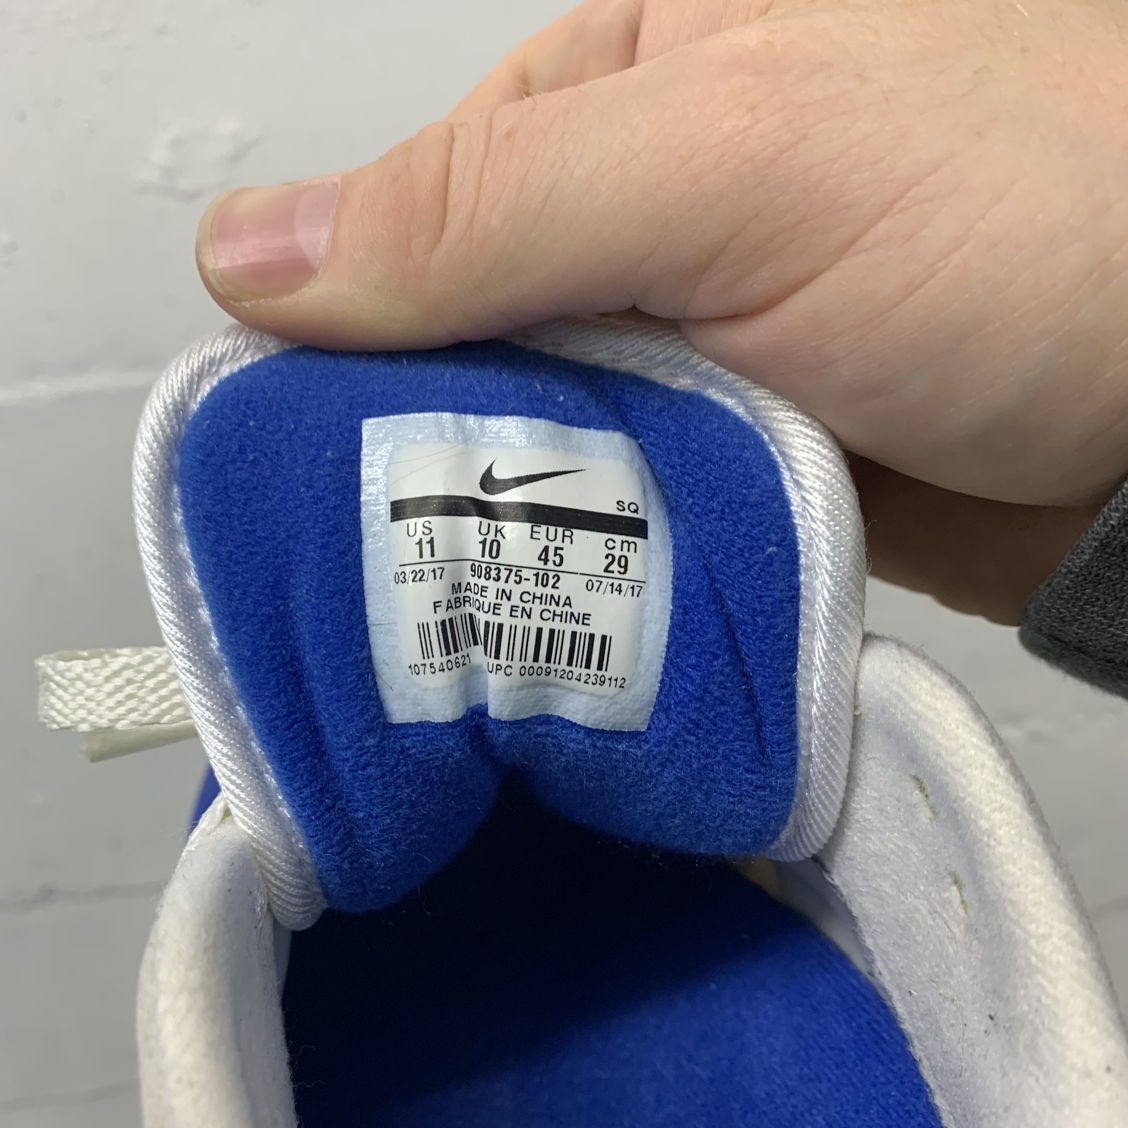 SQ
US UK EUR cm
11 10 45 29
03/22/17 908375-102 07/14/17
MADE IN CHINA
FABRIQUE EN CHINE
107540621 UPC 00091204239112